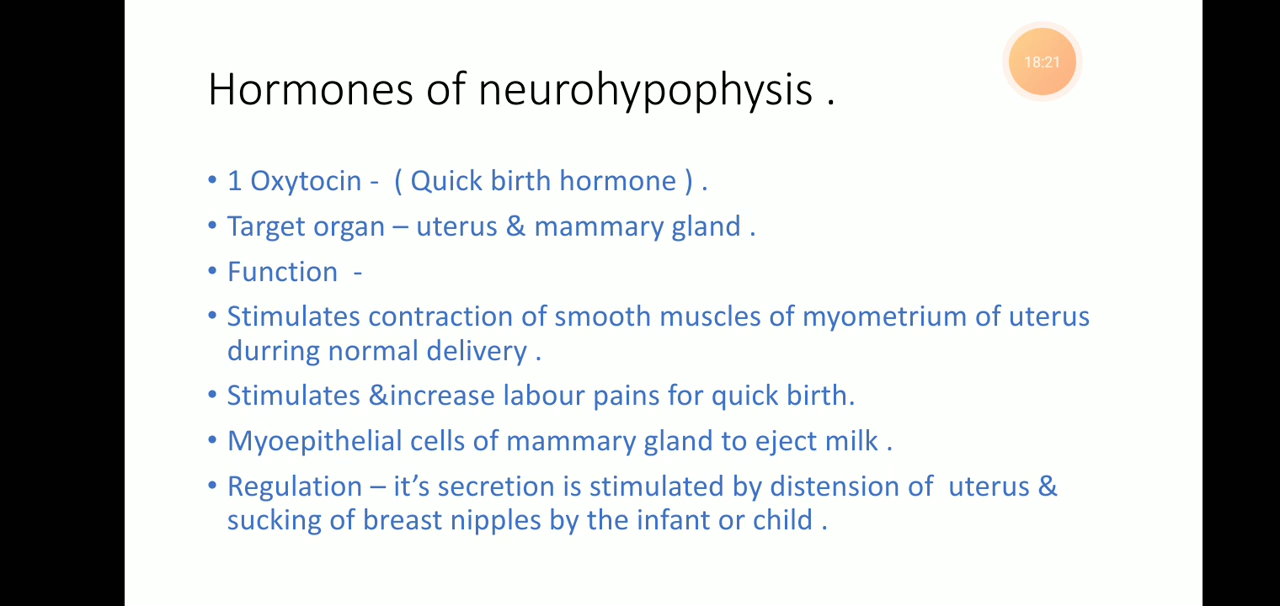 Hormones of neurohypophysis .
18:21
• 1 Oxytocin -  ( Quick birth hormone ) .
• Target organ – uterus & mammary gland .
• Function  -
• Stimulates contraction of smooth muscles of myometrium of uterus
durring normal delivery .
• Stimulates &increase labour pains for quick birth.
• Myoepithelial cells of mammary gland to eject milk .
• Regulation – it’s secretion is stimulated by distension of  uterus &
sucking of breast nipples by the infant or child .